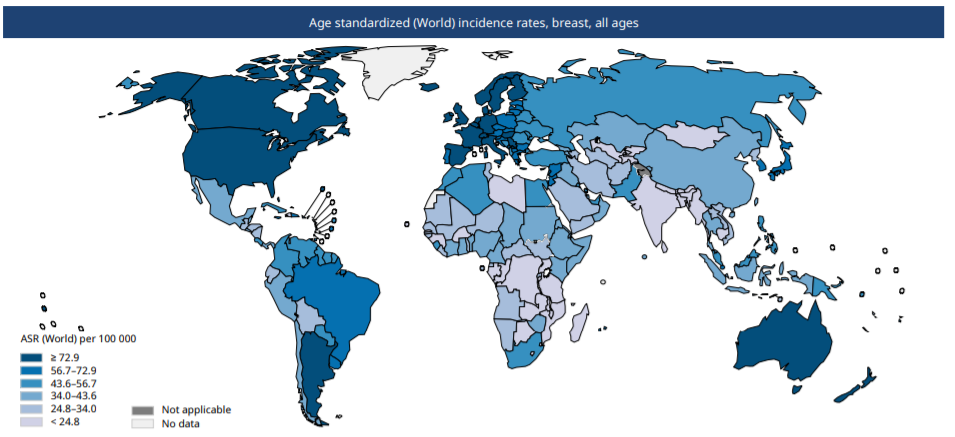 Age standardized (World) incidence rates, breast, all ages
ASR (World) per 100 000
≥ 72.9
56.7–72.9
43.6–56.7
34.0–43.6
24.8–34.0
< 24.8
Not applicable
No data